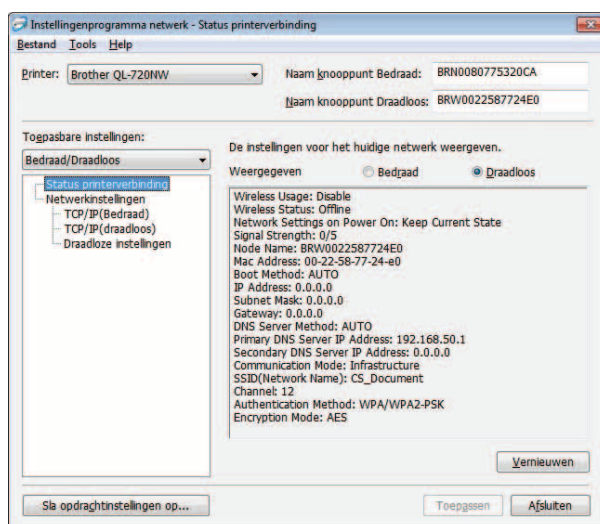 Instellingenprogramma netwerk - Status printerverbinding
Bestand Tools Help
Printer: Brother QL-720NW
Naam knooppunt Bedraad: BRN0080775320CA
Naam knooppunt Draadloos: BRW0022587724E0
Toepasbare instellingen:
Bedraad/Draadloos
Status printerverbinding
Netwerkinstellingen
TCP/IP(Bedraad)
TCP/IP(draadloos)
Draadloze instellingen
De instellingen voor het huidige netwerk weergeven.
Weergegeven Bedraad Draadloos
Wireless Usage: Disable
Wireless Status: Offline
Network Settings on Power On: Keep Current State
Signal Strength: 0/5
Node Name: BRW0022587724E0
Mac Address: 00-22-58-77-24-e0
Boot Method: AUTO
IP Address: 0.0.0.0
Subnet Mask: 0.0.0.0
Gateway: 0.0.0.0
DNS Server Method: AUTO
Primary DNS Server IP Address: 192.168.50.1
Secondary DNS Server IP Address: 0.0.0.0
Communication Mode: Infrastructure
SSID(Network Name): CS_Document
Channel: 12
Authentication Method: WPA/WPA2-PSK
Encryption Mode: AES
Vernieuwen
Sla opdrachtinstellingen op...
Toepassen Afsluiten